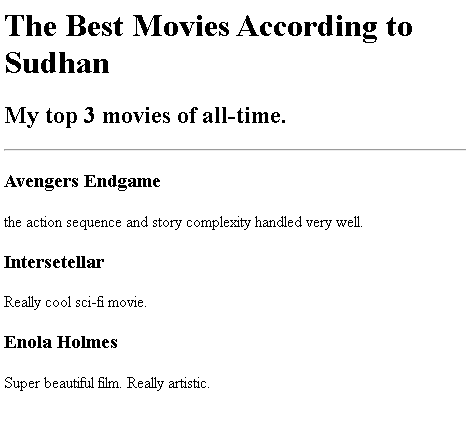 The Best Movies According to
Sudhan
My top 3 movies of all-time.
Avengers Endgame
the action sequence and story complexity handled very well.
Intersetellar
Really cool sci-fi movie.
Enola Holmes
Super beautiful film. Really artistic.